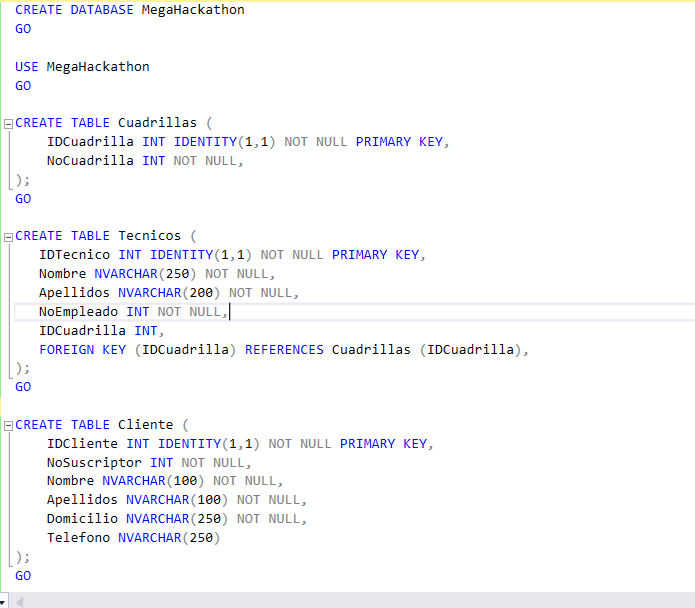 CREATE DATABASE MegaHackathon
GO
USE MegaHackathon
GO
CREATE TABLE Cuadrillas (
IDCuadrilla INT IDENTITY(1,1) NOT NULL PRIMARY KEY,
NoCuadrilla INT NOT NULL,
);
GO
CREATE TABLE Tecnicos (
IDTecnico INT IDENTITY(1,1) NOT NULL PRIMARY KEY,
Nombre NVARCHAR(250) NOT NULL,
Apellidos NVARCHAR(200) NOT NULL,
NoEmpleado INT NOT NULL,
IDCuadrilla INT,
FOREIGN KEY (IDCuadrilla) REFERENCES Cuadrillas (IDCuadrilla),
);
GO
CREATE TABLE Cliente (
IDCliente INT IDENTITY(1,1) NOT NULL PRIMARY KEY,
NoSuscriptor INT NOT NULL,
Nombre NVARCHAR(100) NOT NULL,
Apellidos NVARCHAR(100) NOT NULL,
Domicilio NVARCHAR(250) NOT NULL,
Telefono NVARCHAR(250)
);
GO